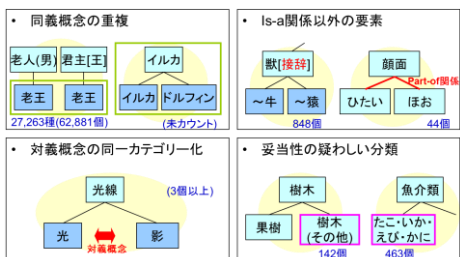 • 同義概念の重複
老人(男)
君主[王]
イルカ
老王
老王
イルカ
ドルフィン
27,263種(62,881個)
(未カウント)
• Is-a関係以外の要素
獣[接辞]
顔面
Part-of関係
～牛
～猿
ひたい
ほお
848個
44個
• 対義概念の同一カテゴリー化
光線
(3個以上)
光
影
対義概念
• 妥当性の疑わしい分類
樹木
魚介類
果樹
樹木
(その他)
たこ・いか・
えび・かに
142個
463個